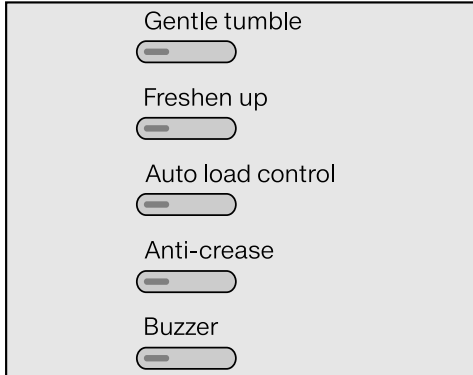 Gentle tumble
Freshen up
Auto load control
Anti-crease
Buzzer